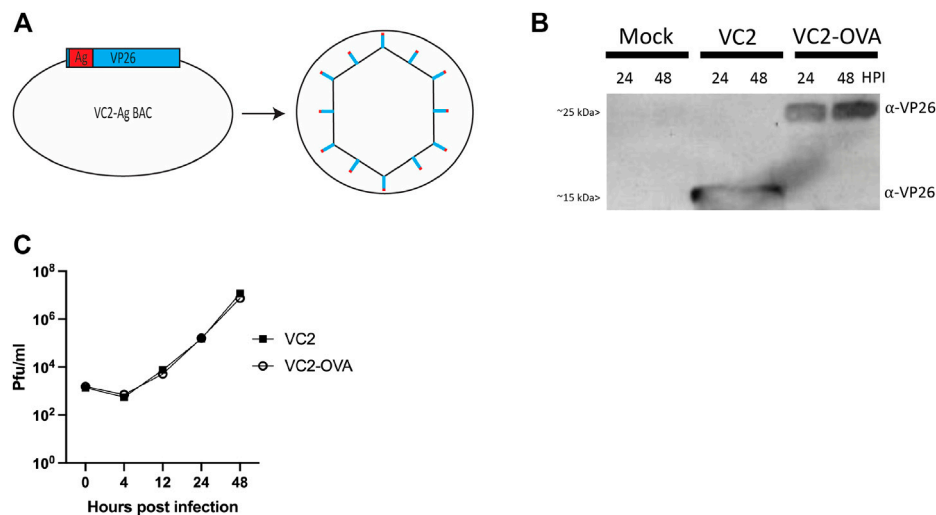 A
Ag VP26
VC2-Ag BAC
B
Mock VC2 VC2-OVA
24 48 24 48 24 48 HPI
~25 kDa> α-VP26
~15 kDa> α-VP26
C
10⁸
10⁶
10⁴
10²
10⁰
Pfu/ml
0 4 12 24 48
Hours post infection
VC2
VC2-OVA